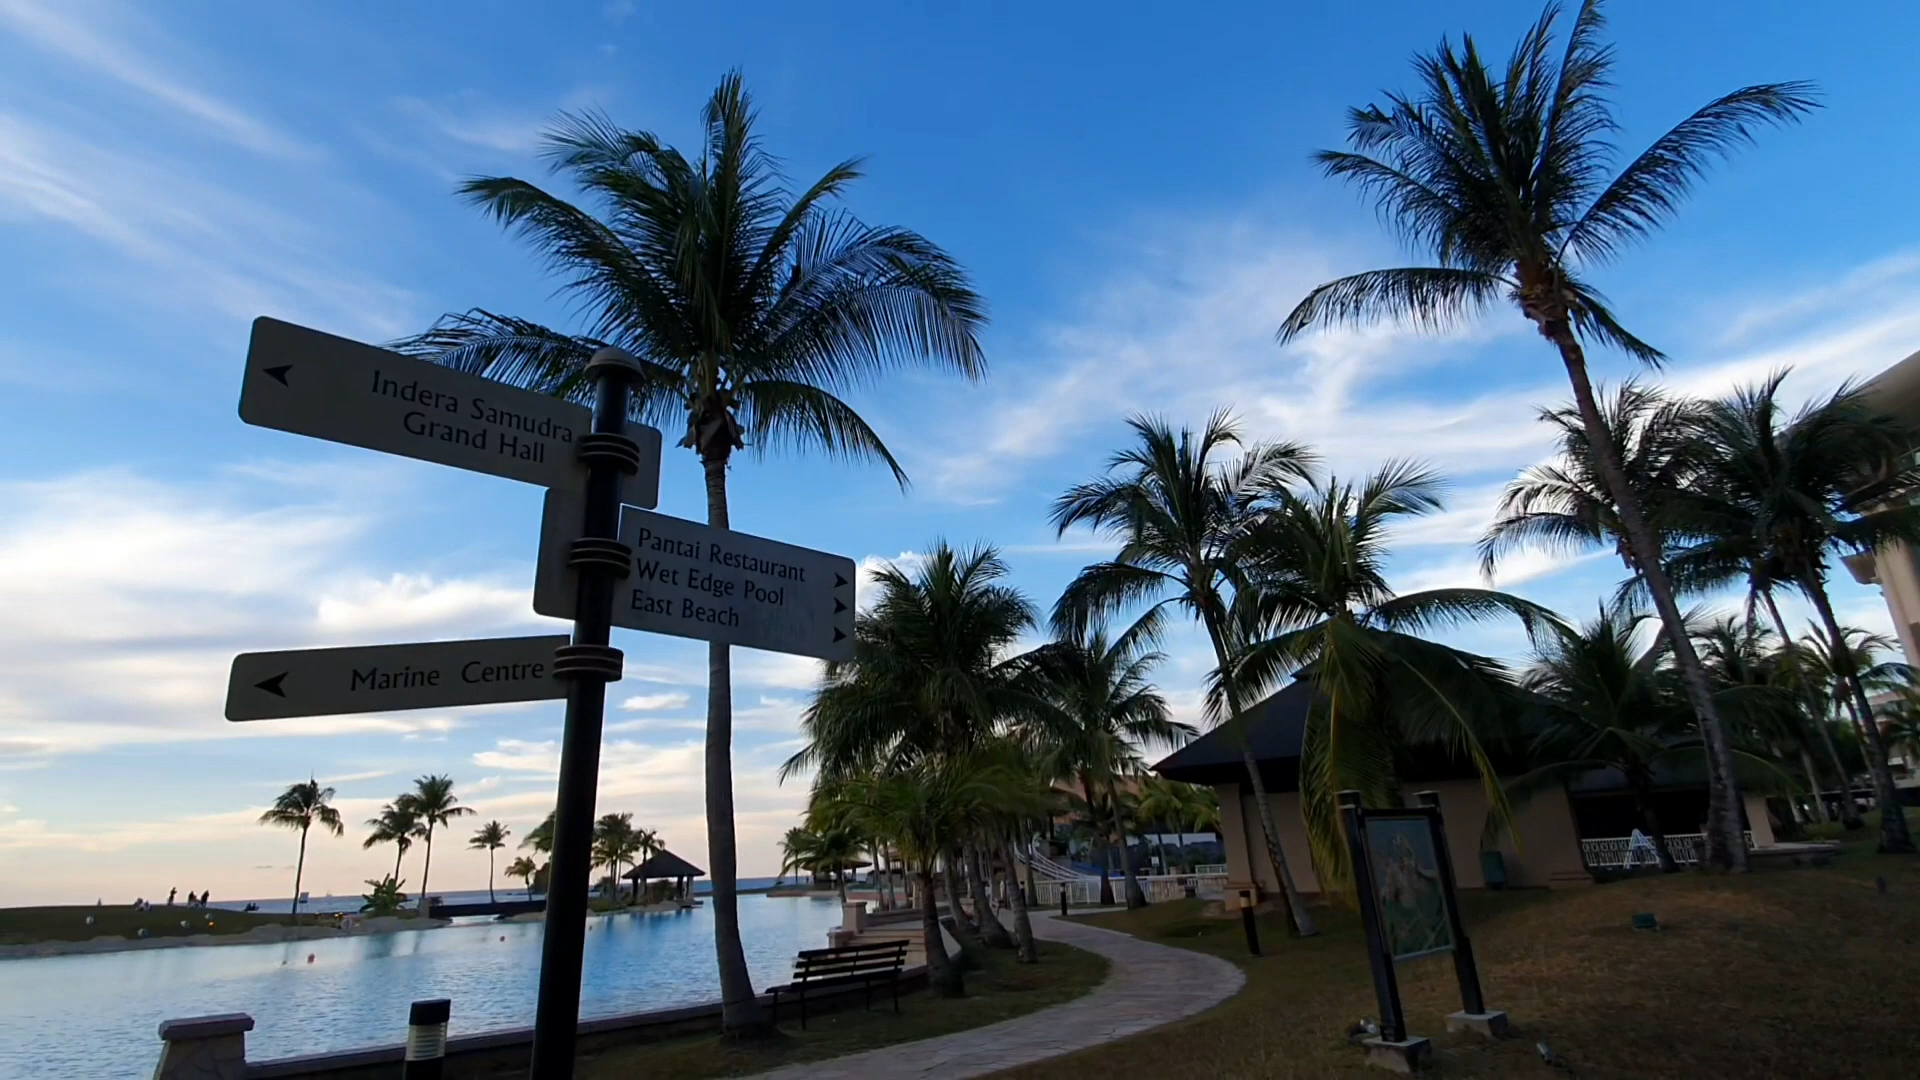 Indera Samudra
Grand Hall
Pantai Restaurant
Wet Edge Pool
East Beach
Marine Centre